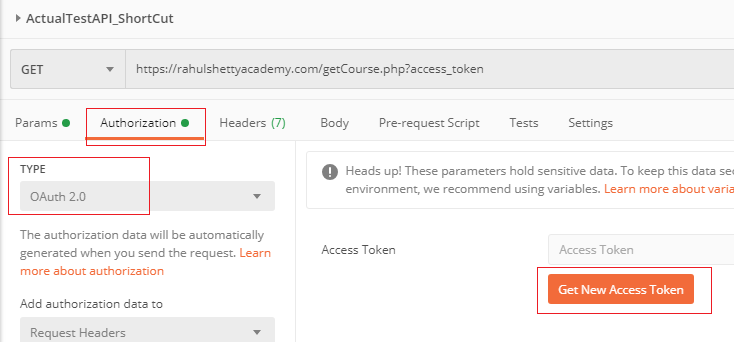 ActualTestAPI_ShortCut
GET https://rahulshettyacademy.com/getCourse.php?access_token
Params Authorization Headers (7) Body Pre-request Script Tests Settings
TYPE
OAuth 2.0
The authorization data will be automatically
generated when you send the request. Learn
more about authorization
Add authorization data to
Request Headers
Heads up! These parameters hold sensitive data. To keep this data sec
environment, we recommend using variables. Learn more about varia
Access Token Access Token
Get New Access Token